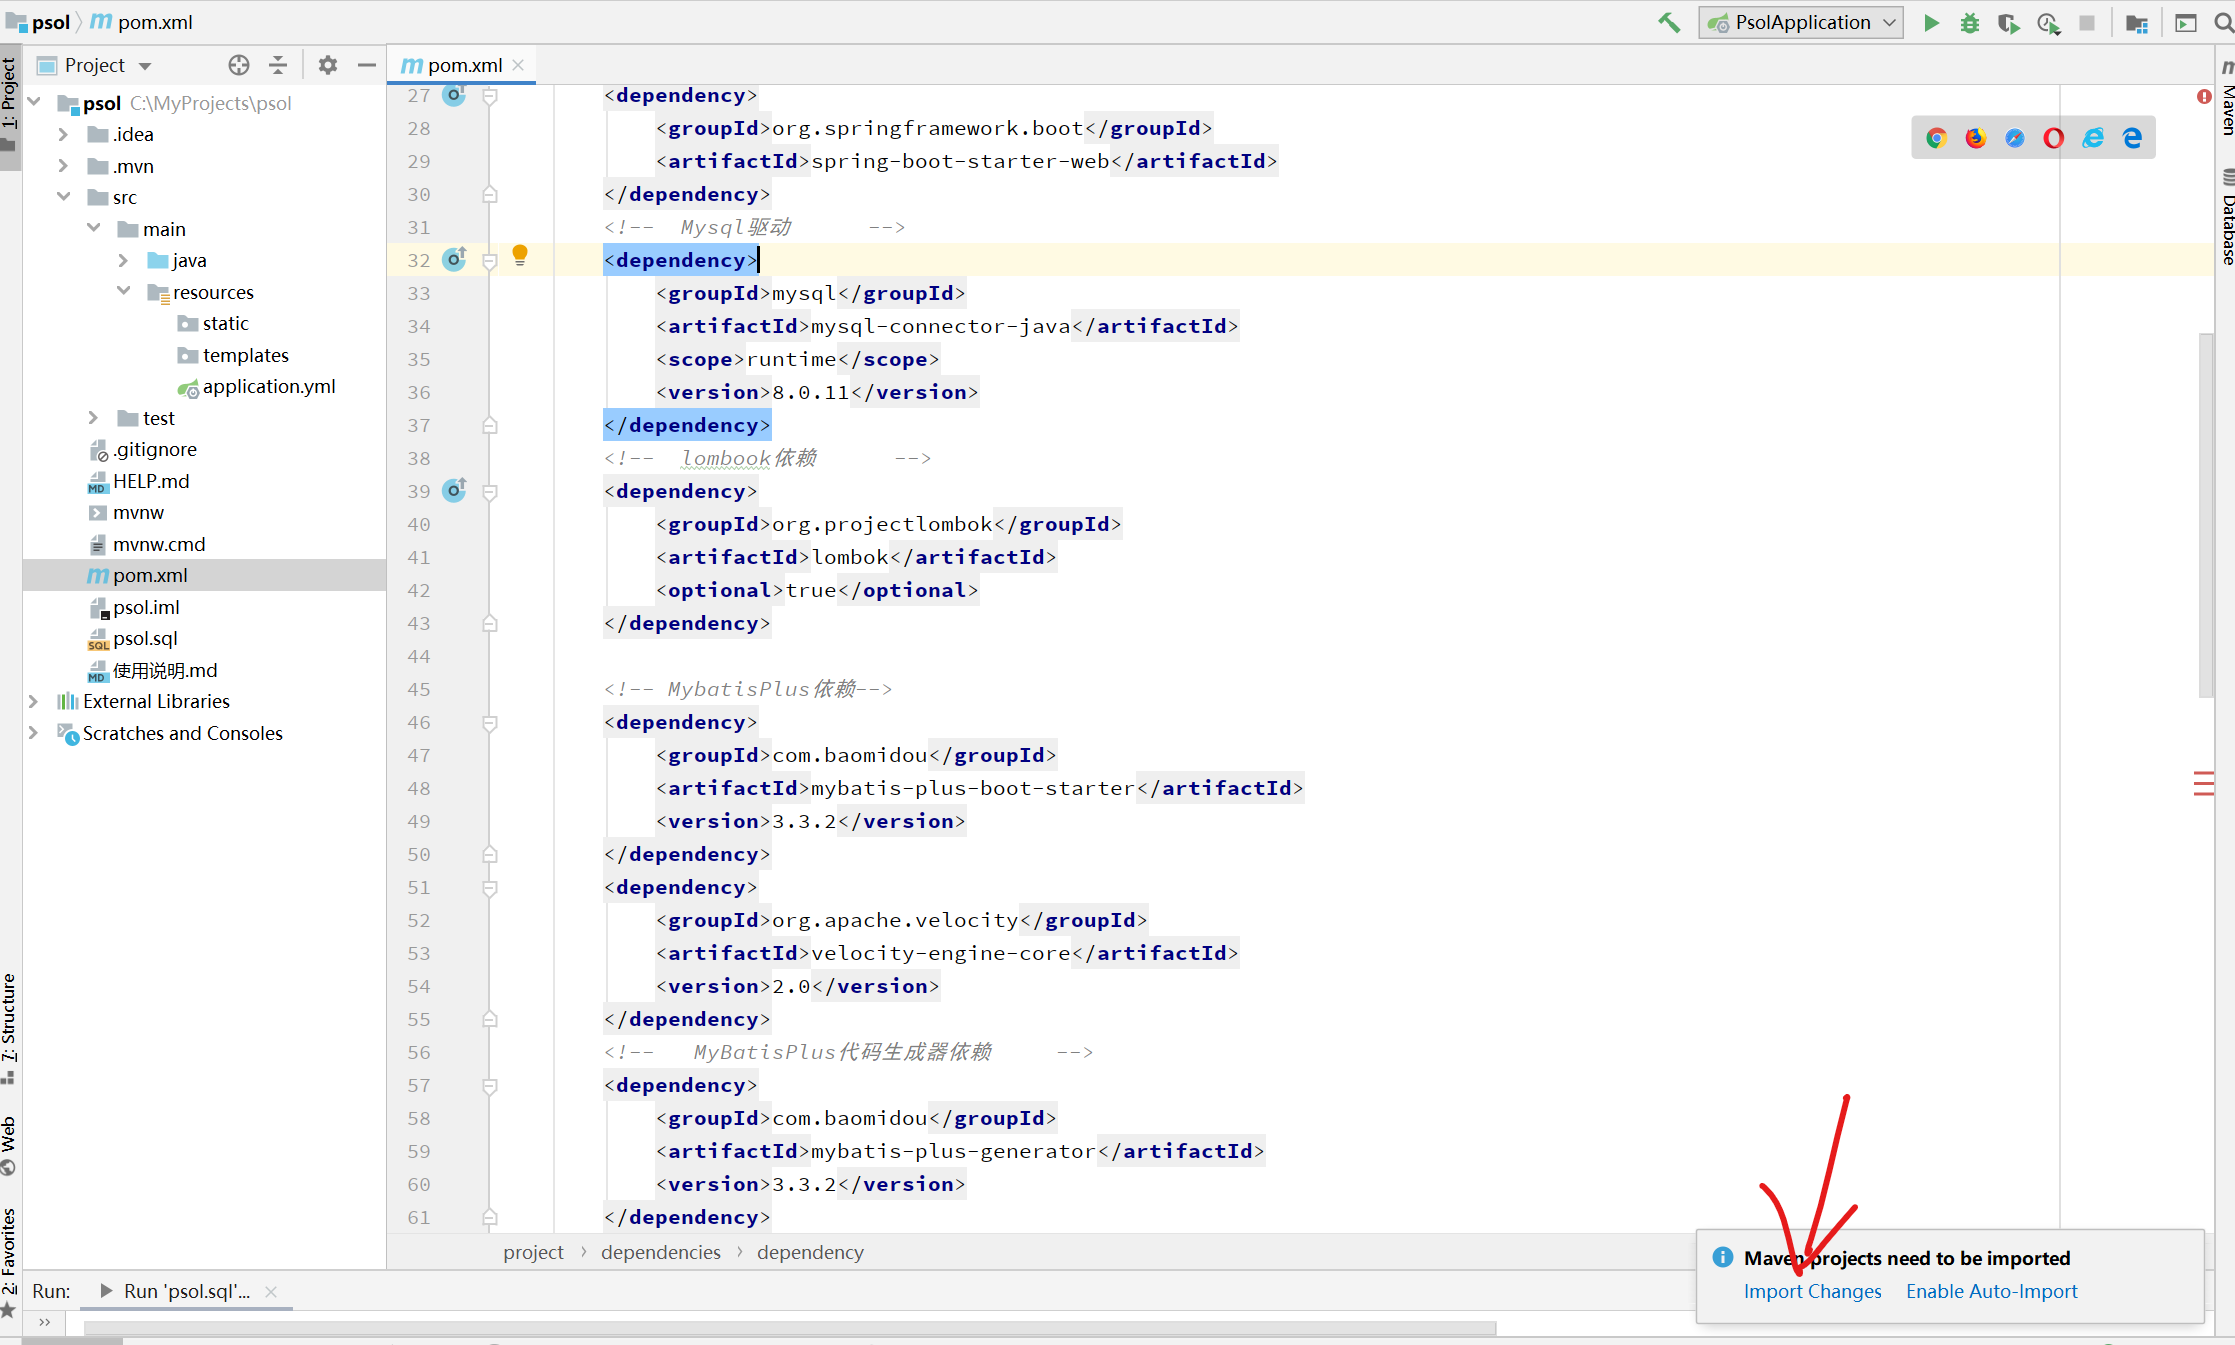 psol pom.xml
PsolApplication
1: Project
Project
pom.xml
psol C:\MyProjects\psol
.idea
.mvn
src
main
java
resources
static
templates
application.yml
test
.gitignore
HELP.md
mvnw
mvnw.cmd
pom.xml
psol.iml
psol.sql
使用说明.md
External Libraries
Scratches and Consoles
7: Structure
Web
2: Favorites
27 <dependency>
28 <groupId>org.springframework.boot</groupId>
29 <artifactId>spring-boot-starter-web</artifactId>
30 </dependency>
31 <!-- Mysql驱动 -->
32 <dependency>
33 <groupId>mysql</groupId>
34 <artifactId>mysql-connector-java</artifactId>
35 <scope>runtime</scope>
36 <version>8.0.11</version>
37 </dependency>
38 <!-- lombook依赖 -->
39 <dependency>
40 <groupId>org.projectlombok</groupId>
41 <artifactId>lombok</artifactId>
42 <optional>true</optional>
43 </dependency>
44
45 <!-- MybatisPlus依赖-->
46 <dependency>
47 <groupId>com.baomidou</groupId>
48 <artifactId>mybatis-plus-boot-starter</artifactId>
49 <version>3.3.2</version>
50 </dependency>
51 <dependency>
52 <groupId>org.apache.velocity</groupId>
53 <artifactId>velocity-engine-core</artifactId>
54 <version>2.0</version>
55 </dependency>
56 <!-- MyBatisPlus代码生成器依赖 -->
57 <dependency>
58 <groupId>com.baomidou</groupId>
59 <artifactId>mybatis-plus-generator</artifactId>
60 <version>3.3.2</version>
61 </dependency>
project › dependencies › dependency
Maven
Database
Maven projects need to be imported
Import Changes Enable Auto-Import
Run: Run 'psol.sql'...